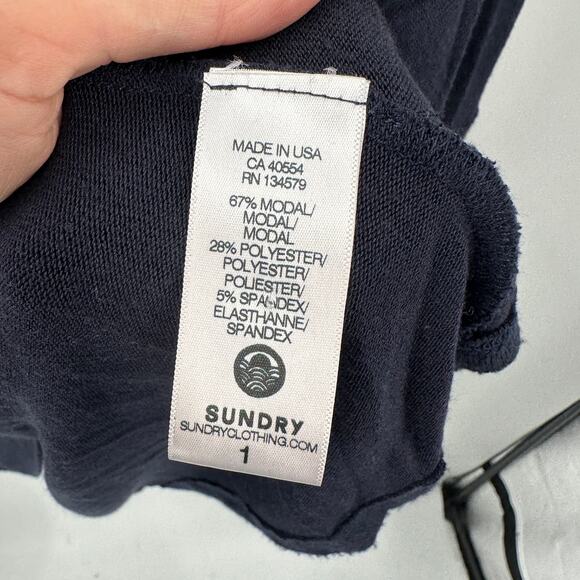 MADE IN USA
CA 40554
RN 134579
67% MODAL/
MODAL/
MODAL
28% POLYESTER/
POLYESTER/
POLIESTER/
5% SPANDEX/
ELASTHANNE/
SPANDEX
SUNDRY
SUNDRYCLOTHING.COM
1